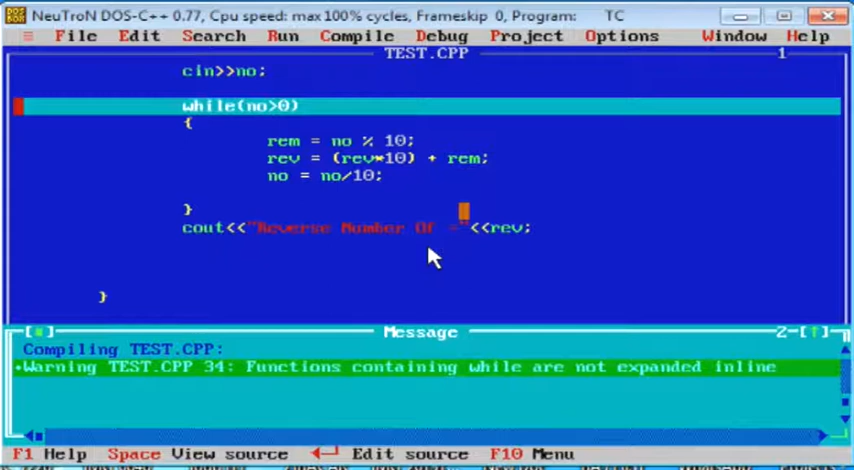 NeuTroN DOS-C++ 0.77, Cpu speed: max 100% cycles, Frameskip 0, Program: TC
≡ File Edit Search Run Compile Debug Project Options Window Help
TEST.CPP 1
cin>>no;
while(no>0)
{
rem = no % 10;
rev = (rev*10) + rem;
no = no/10;
}
cout<<"Reverse Number Of ="<<rev;
}
Message 2-[↑]
Compiling TEST.CPP:
•Warning TEST.CPP 34: Functions containing while are not expanded inline
F1 Help Space View source ←┘ Edit source F10 Menu